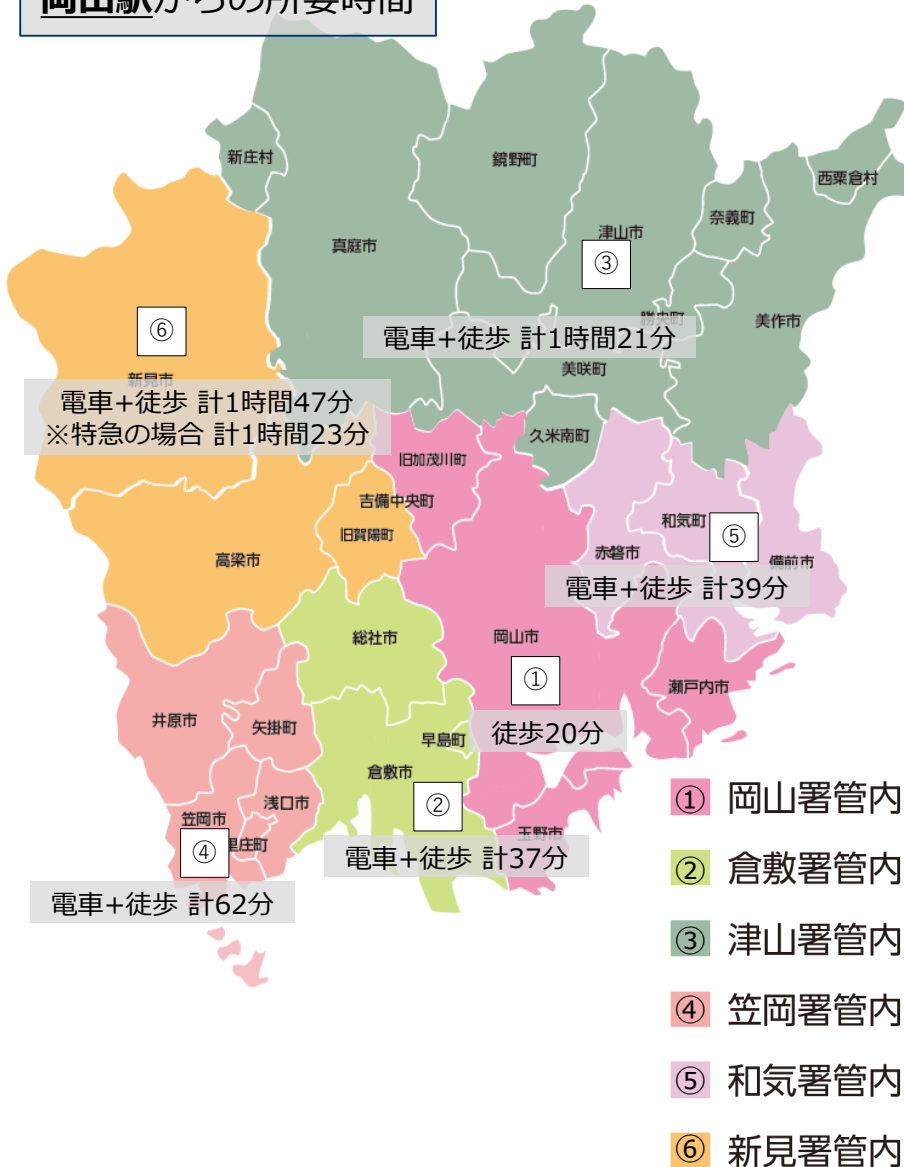 岡山駅からの所要時間
新庄村
鏡野町
西粟倉村
奈義町
津山市
真庭市
③
⑥
勝央町
美作市
電車+徒歩 計1時間21分
美咲町
新見市
電車+徒歩 計1時間47分
※特急の場合 計1時間23分
久米南町
旧加茂川町
吉備中央町
旧賀陽町
和気町
⑤
赤磐市
備前市
高梁市
電車+徒歩 計39分
総社市
岡山市
①
瀬戸内市
井原市
矢掛町
早島町
徒歩20分
倉敷市
②
浅口市
笠岡市
④
里庄町
玉野市
電車+徒歩 計37分
電車+徒歩 計62分
① 岡山署管内
② 倉敷署管内
③ 津山署管内
④ 笠岡署管内
⑤ 和気署管内
⑥ 新見署管内